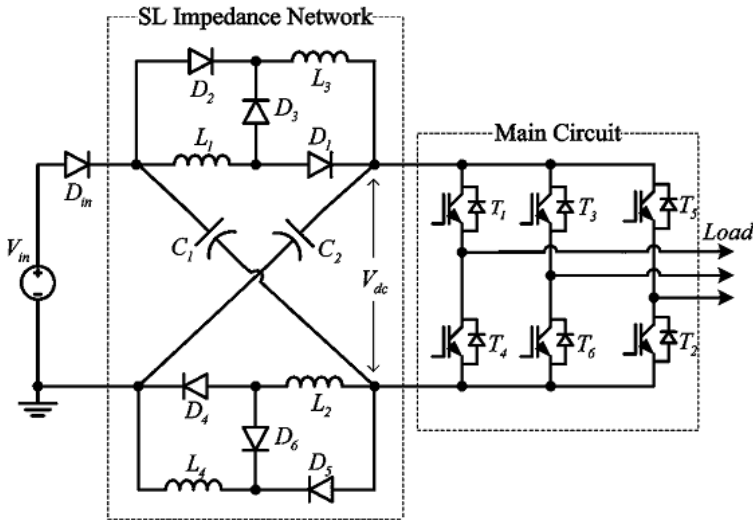 SL Impedance Network
D2
L3
D3
L1
D1
Din
Main Circuit
T1
T3
T5
Vin
+
-
C1
C2
Vdc
Load
T4
T6
T2
D4
L2
D6
L4
D5